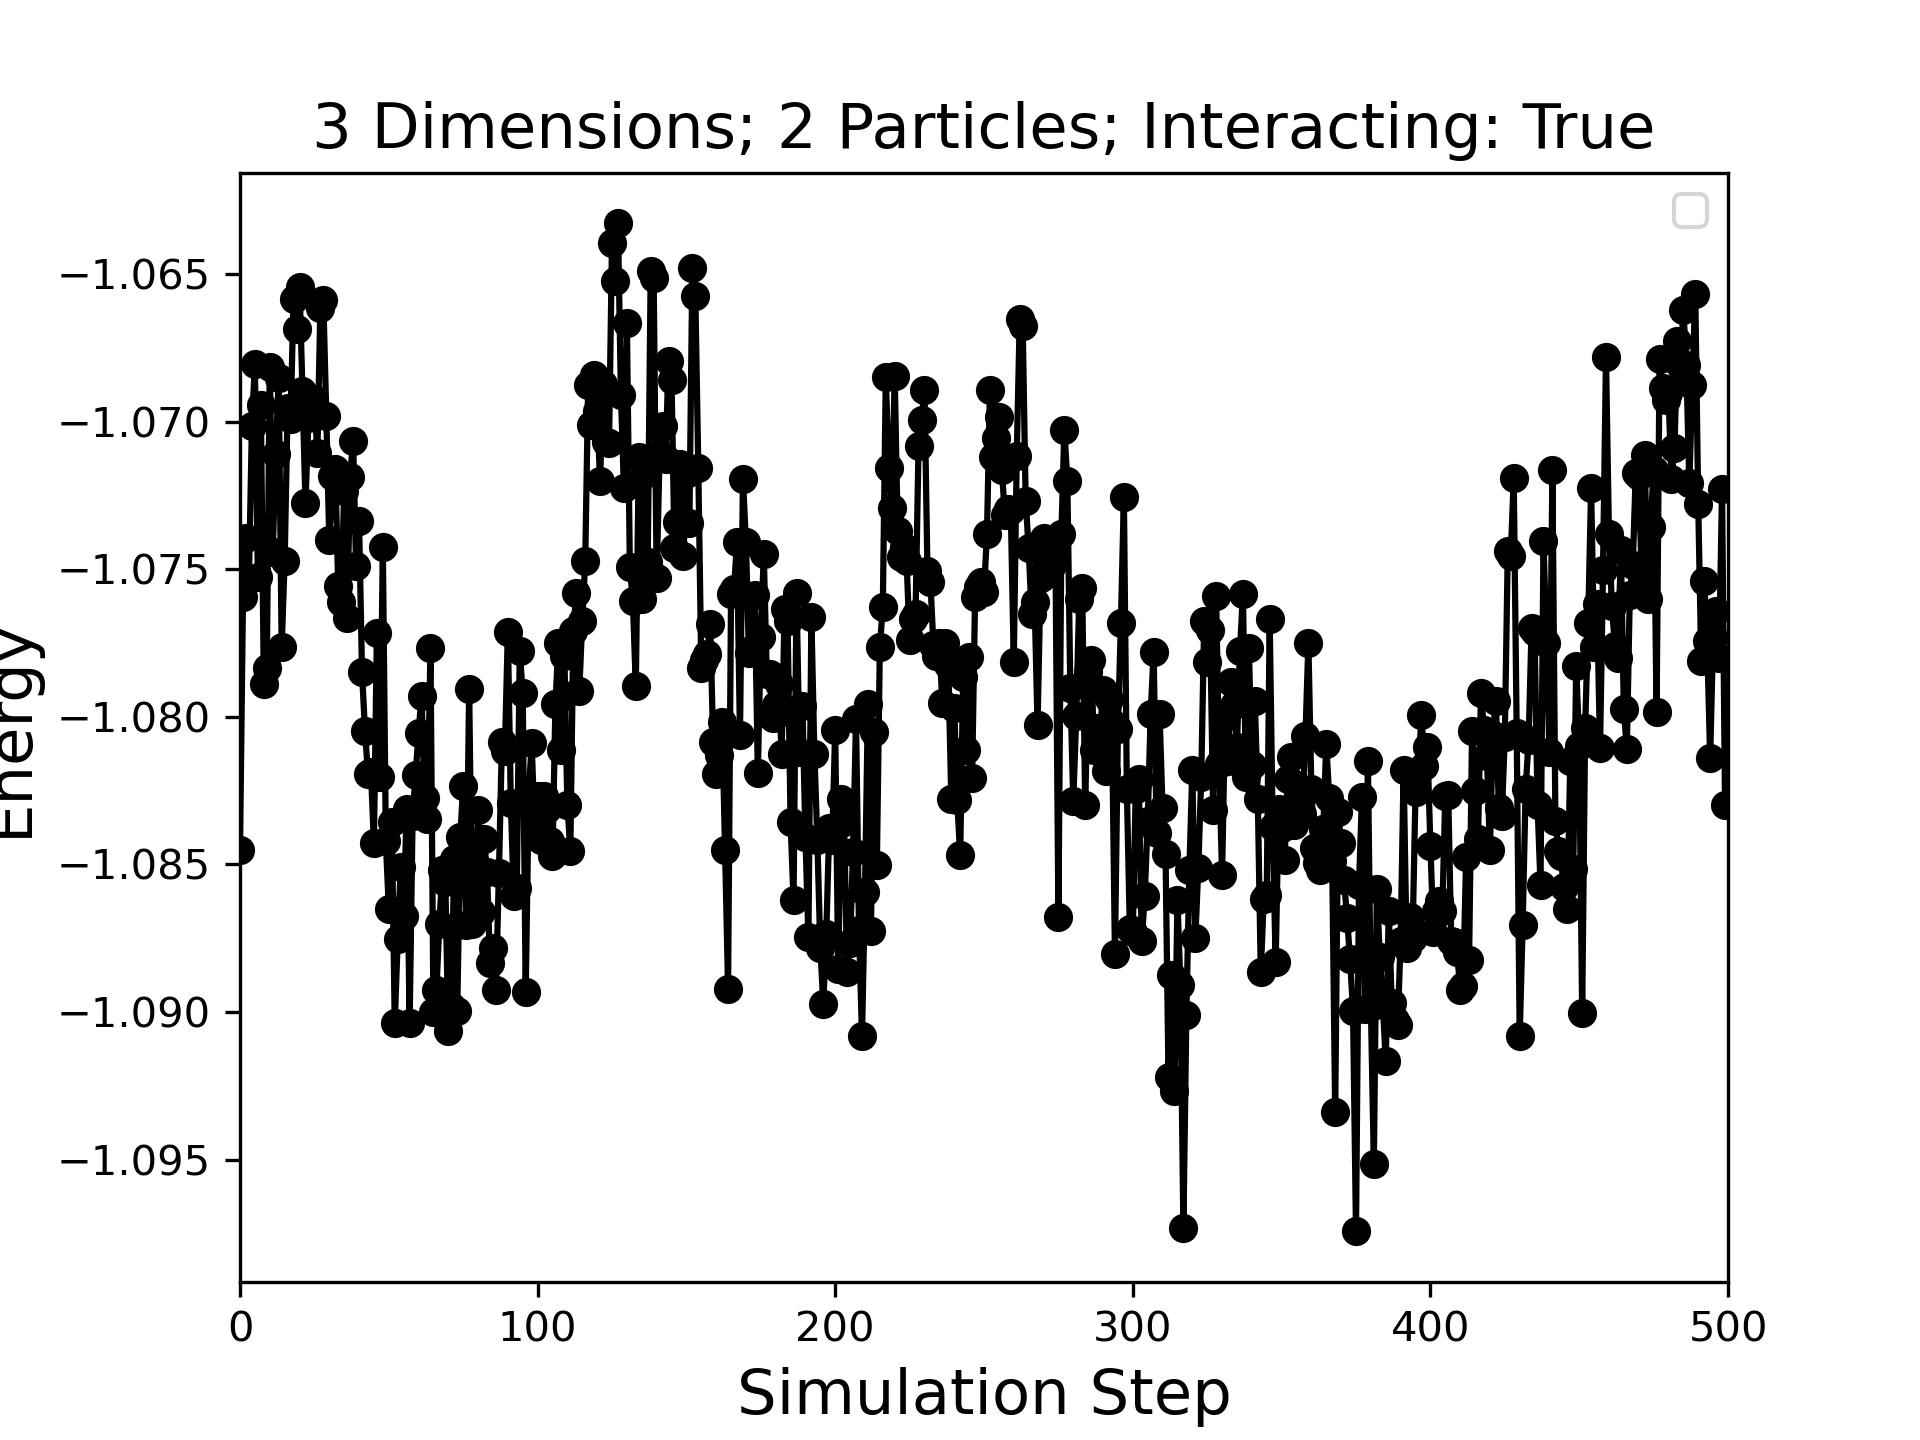 3 Dimensions; 2 Particles; Interacting: True
−1.065
−1.070
−1.075
−1.080
−1.085
−1.090
−1.095
Energy
0 100 200 300 400 500
Simulation Step